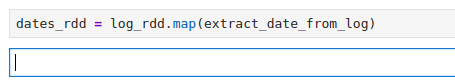 dates_rdd = log_rdd.map(extract_date_from_log)